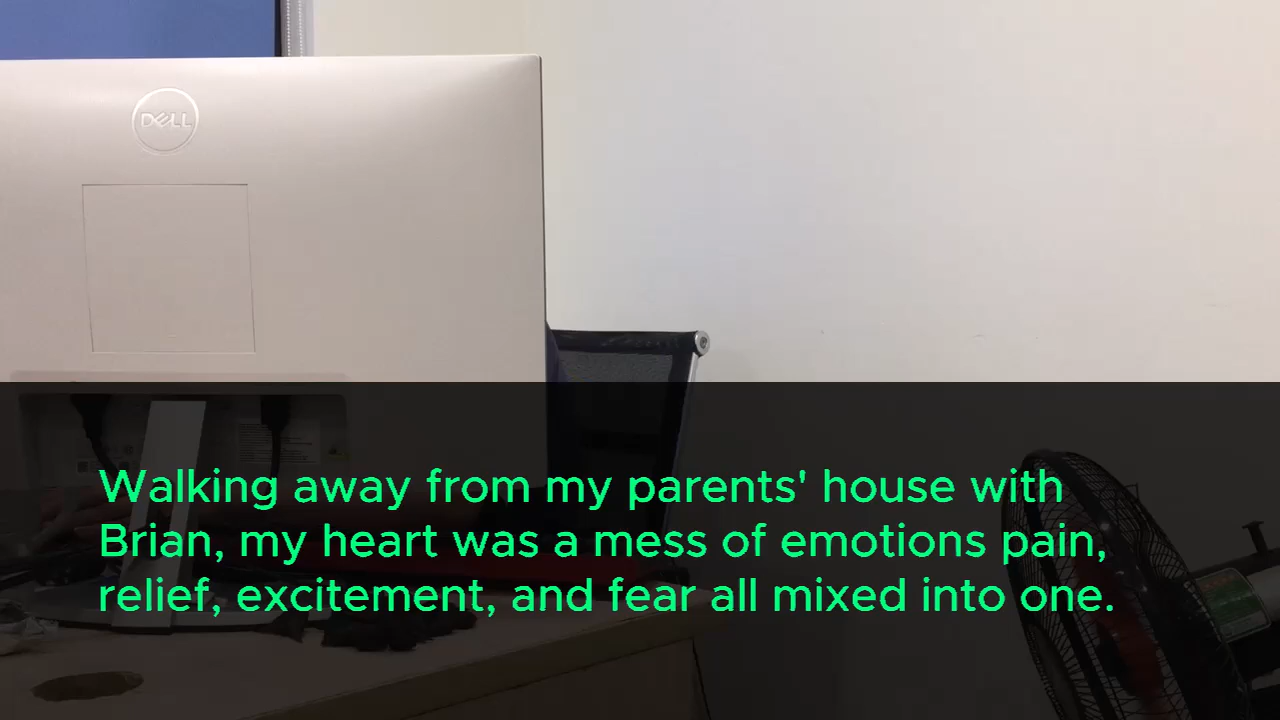 DELL
Walking away from my parents' house with
Brian, my heart was a mess of emotions pain,
relief, excitement, and fear all mixed into one.